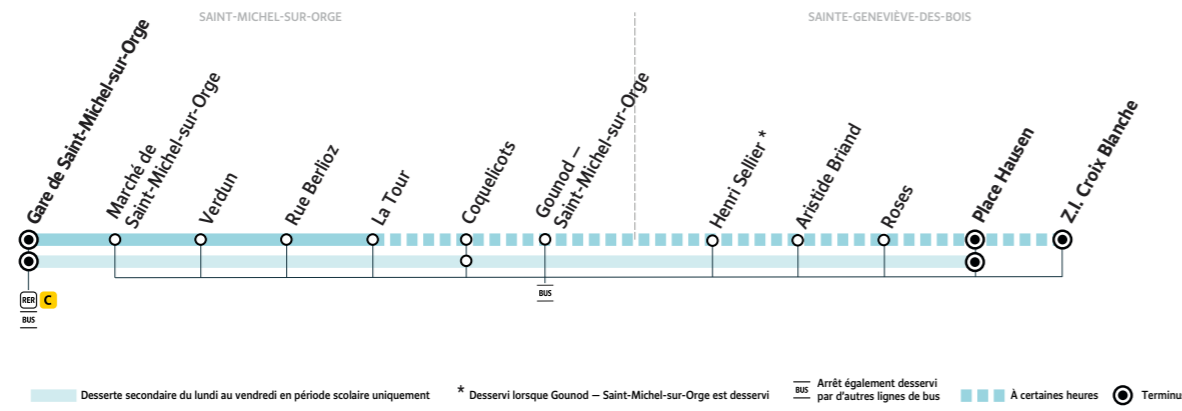 SAINT-MICHEL-SUR-ORGE
SAINTE-GENEVIÈVE-DES-BOIS
Gare de Saint-Michel-sur-Orge
Marché de
Saint-Michel-sur-Orge
Verdun
Rue Berlioz
La Tour
Coquelicots
Gounod –
Saint-Michel-sur-Orge
Henri Sellier *
Aristide Briand
Roses
Place Hausen
Z.I. Croix Blanche
RER C
BUS
BUS
Desserte secondaire du lundi au vendredi en période scolaire uniquement
* Desservi lorsque Gounod – Saint-Michel-sur-Orge est desservi
BUS
Arrêt également desservi
par d'autres lignes de bus
À certaines heures
Terminu